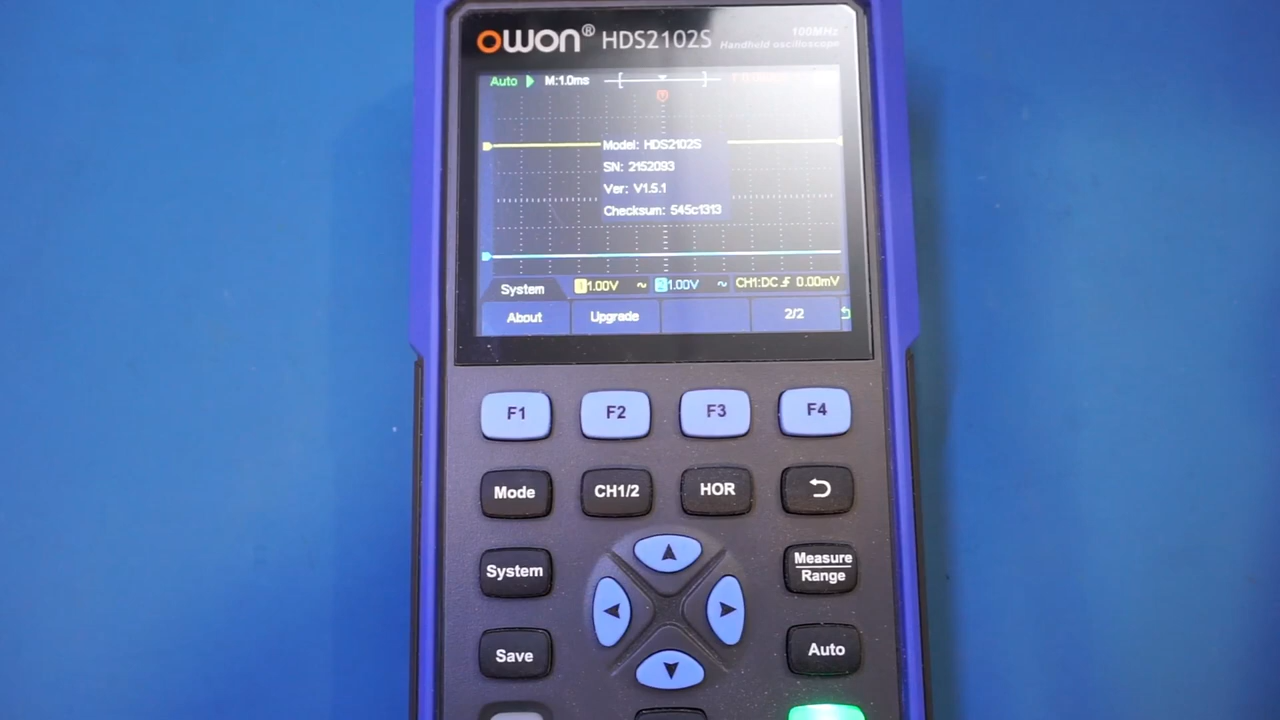 OWON® HDS2102S 100MHz
Handheld oscilloscope
Auto M:1.0ms
T
Model: HDS2102S
SN: 2152093
Ver: V1.5.1
Checksum: 545c1313
System 1 1.00V ~ 2 1.00V ~ CH1:DC 0.00mV
About Upgrade 2/2
F1 F2 F3 F4
Mode CH1/2 HOR
System Measure
Range
Save Auto